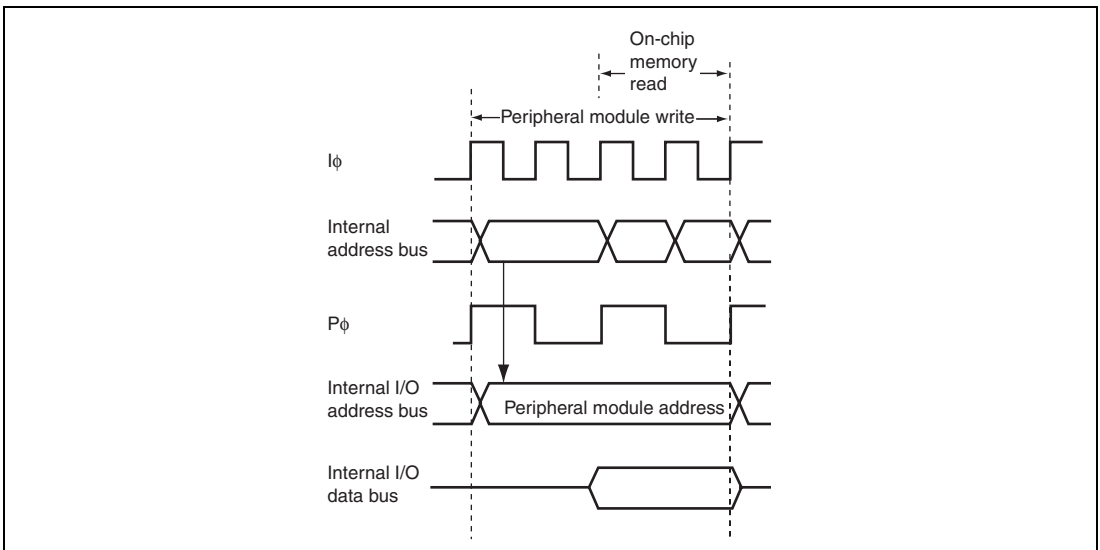 On-chip
memory
read
Peripheral module write
Iϕ
Internal
address bus
Pϕ
Internal I/O
address bus
Peripheral module address
Internal I/O
data bus